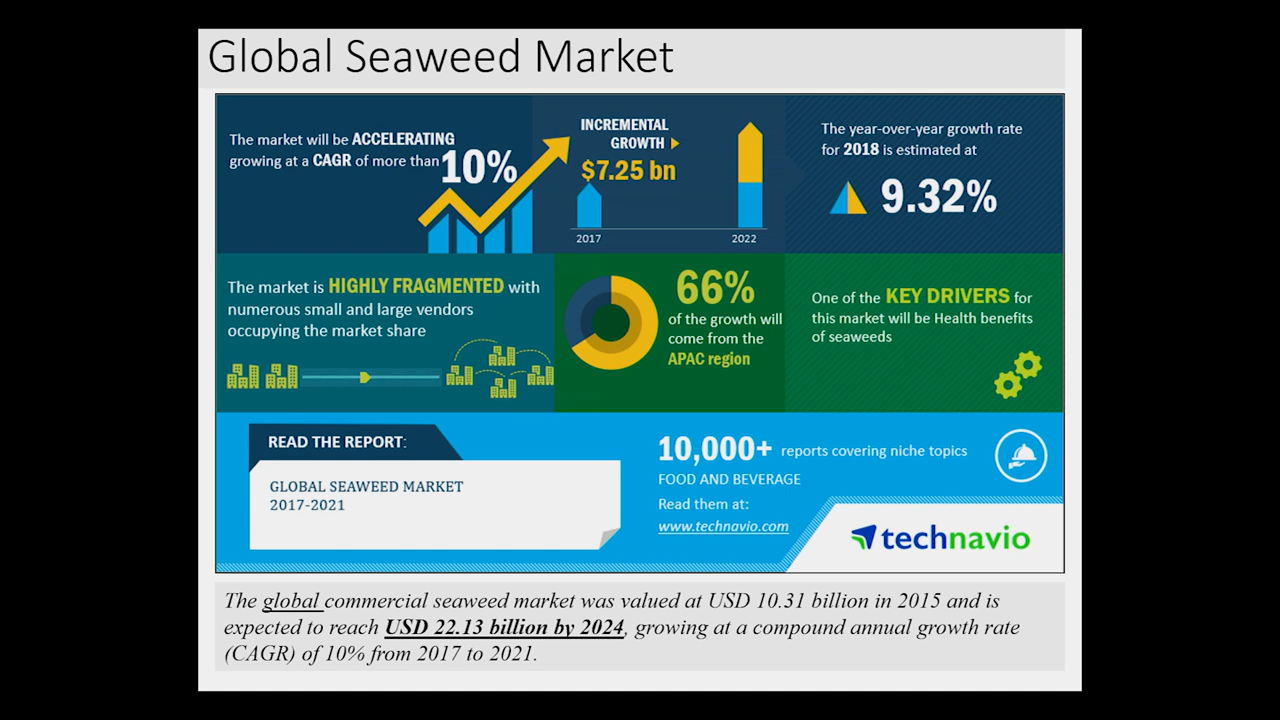 Global Seaweed Market
The market will be ACCELERATING
growing at a CAGR of more than 10%
INCREMENTAL
GROWTH
$7.25 bn
2017
2022
The year-over-year growth rate
for 2018 is estimated at
9.32%
The market is HIGHLY FRAGMENTED with
numerous small and large vendors
occupying the market share
66%
of the growth will
come from the
APAC region
One of the KEY DRIVERS for
this market will be Health benefits
of seaweeds
READ THE REPORT:
GLOBAL SEAWEED MARKET
2017-2021
10,000+ reports covering niche topics
FOOD AND BEVERAGE
Read them at:
www.technavio.com
technavio
The global commercial seaweed market was valued at USD 10.31 billion in 2015 and is
expected to reach USD 22.13 billion by 2024, growing at a compound annual growth rate
(CAGR) of 10% from 2017 to 2021.